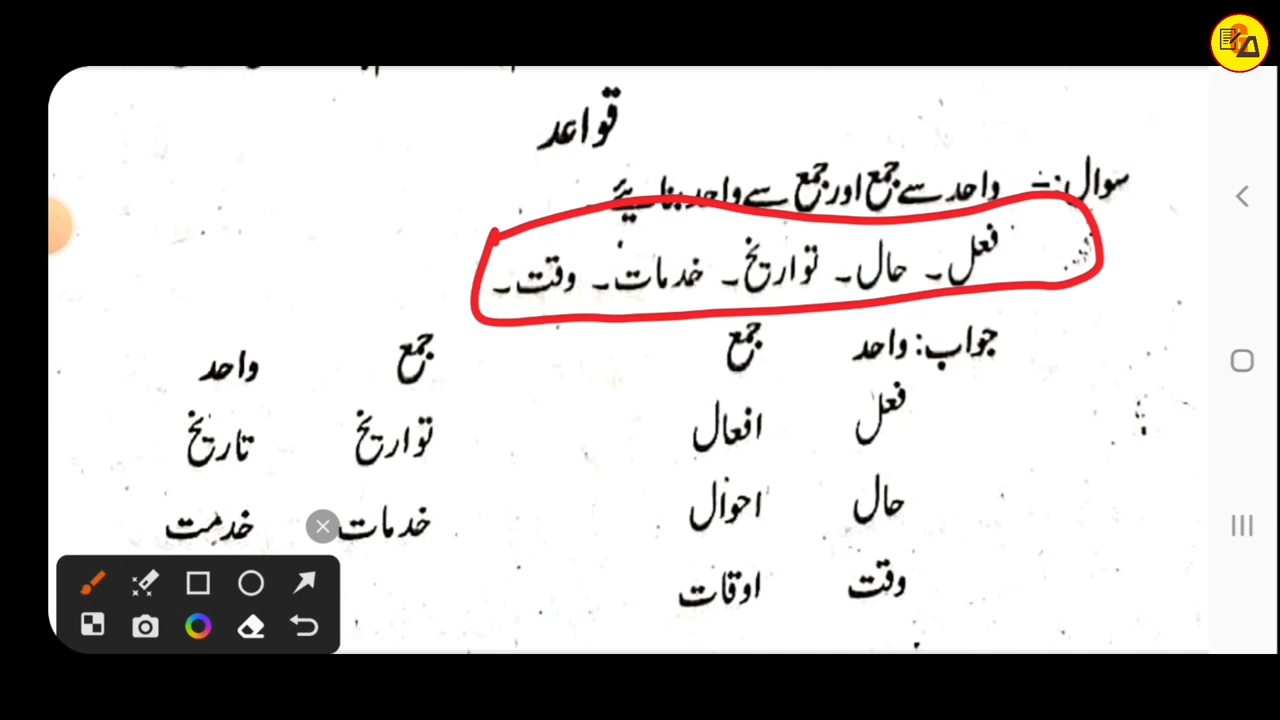 قواعد
سوال:- واحد سے جمع اور جمع سے واحد بنائیے۔
فعل۔ حال۔ تواریخ۔ خدمات۔ وقت۔
جواب: واحد جمع جمع واحد
فعل افعال تواریخ تاریخ
حال احوال خدمات خدمت
وقت اوقات